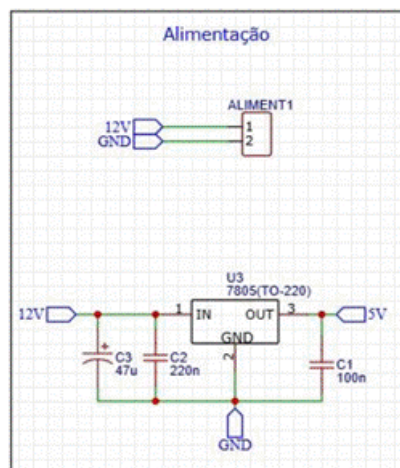 Alimentação
ALIMENT1
12V
1
GND
2
U3
7805(TO-220)
12V
1
IN
OUT
3
5V
GND
2
+
C3
47u
C2
220n
C1
100n
GND